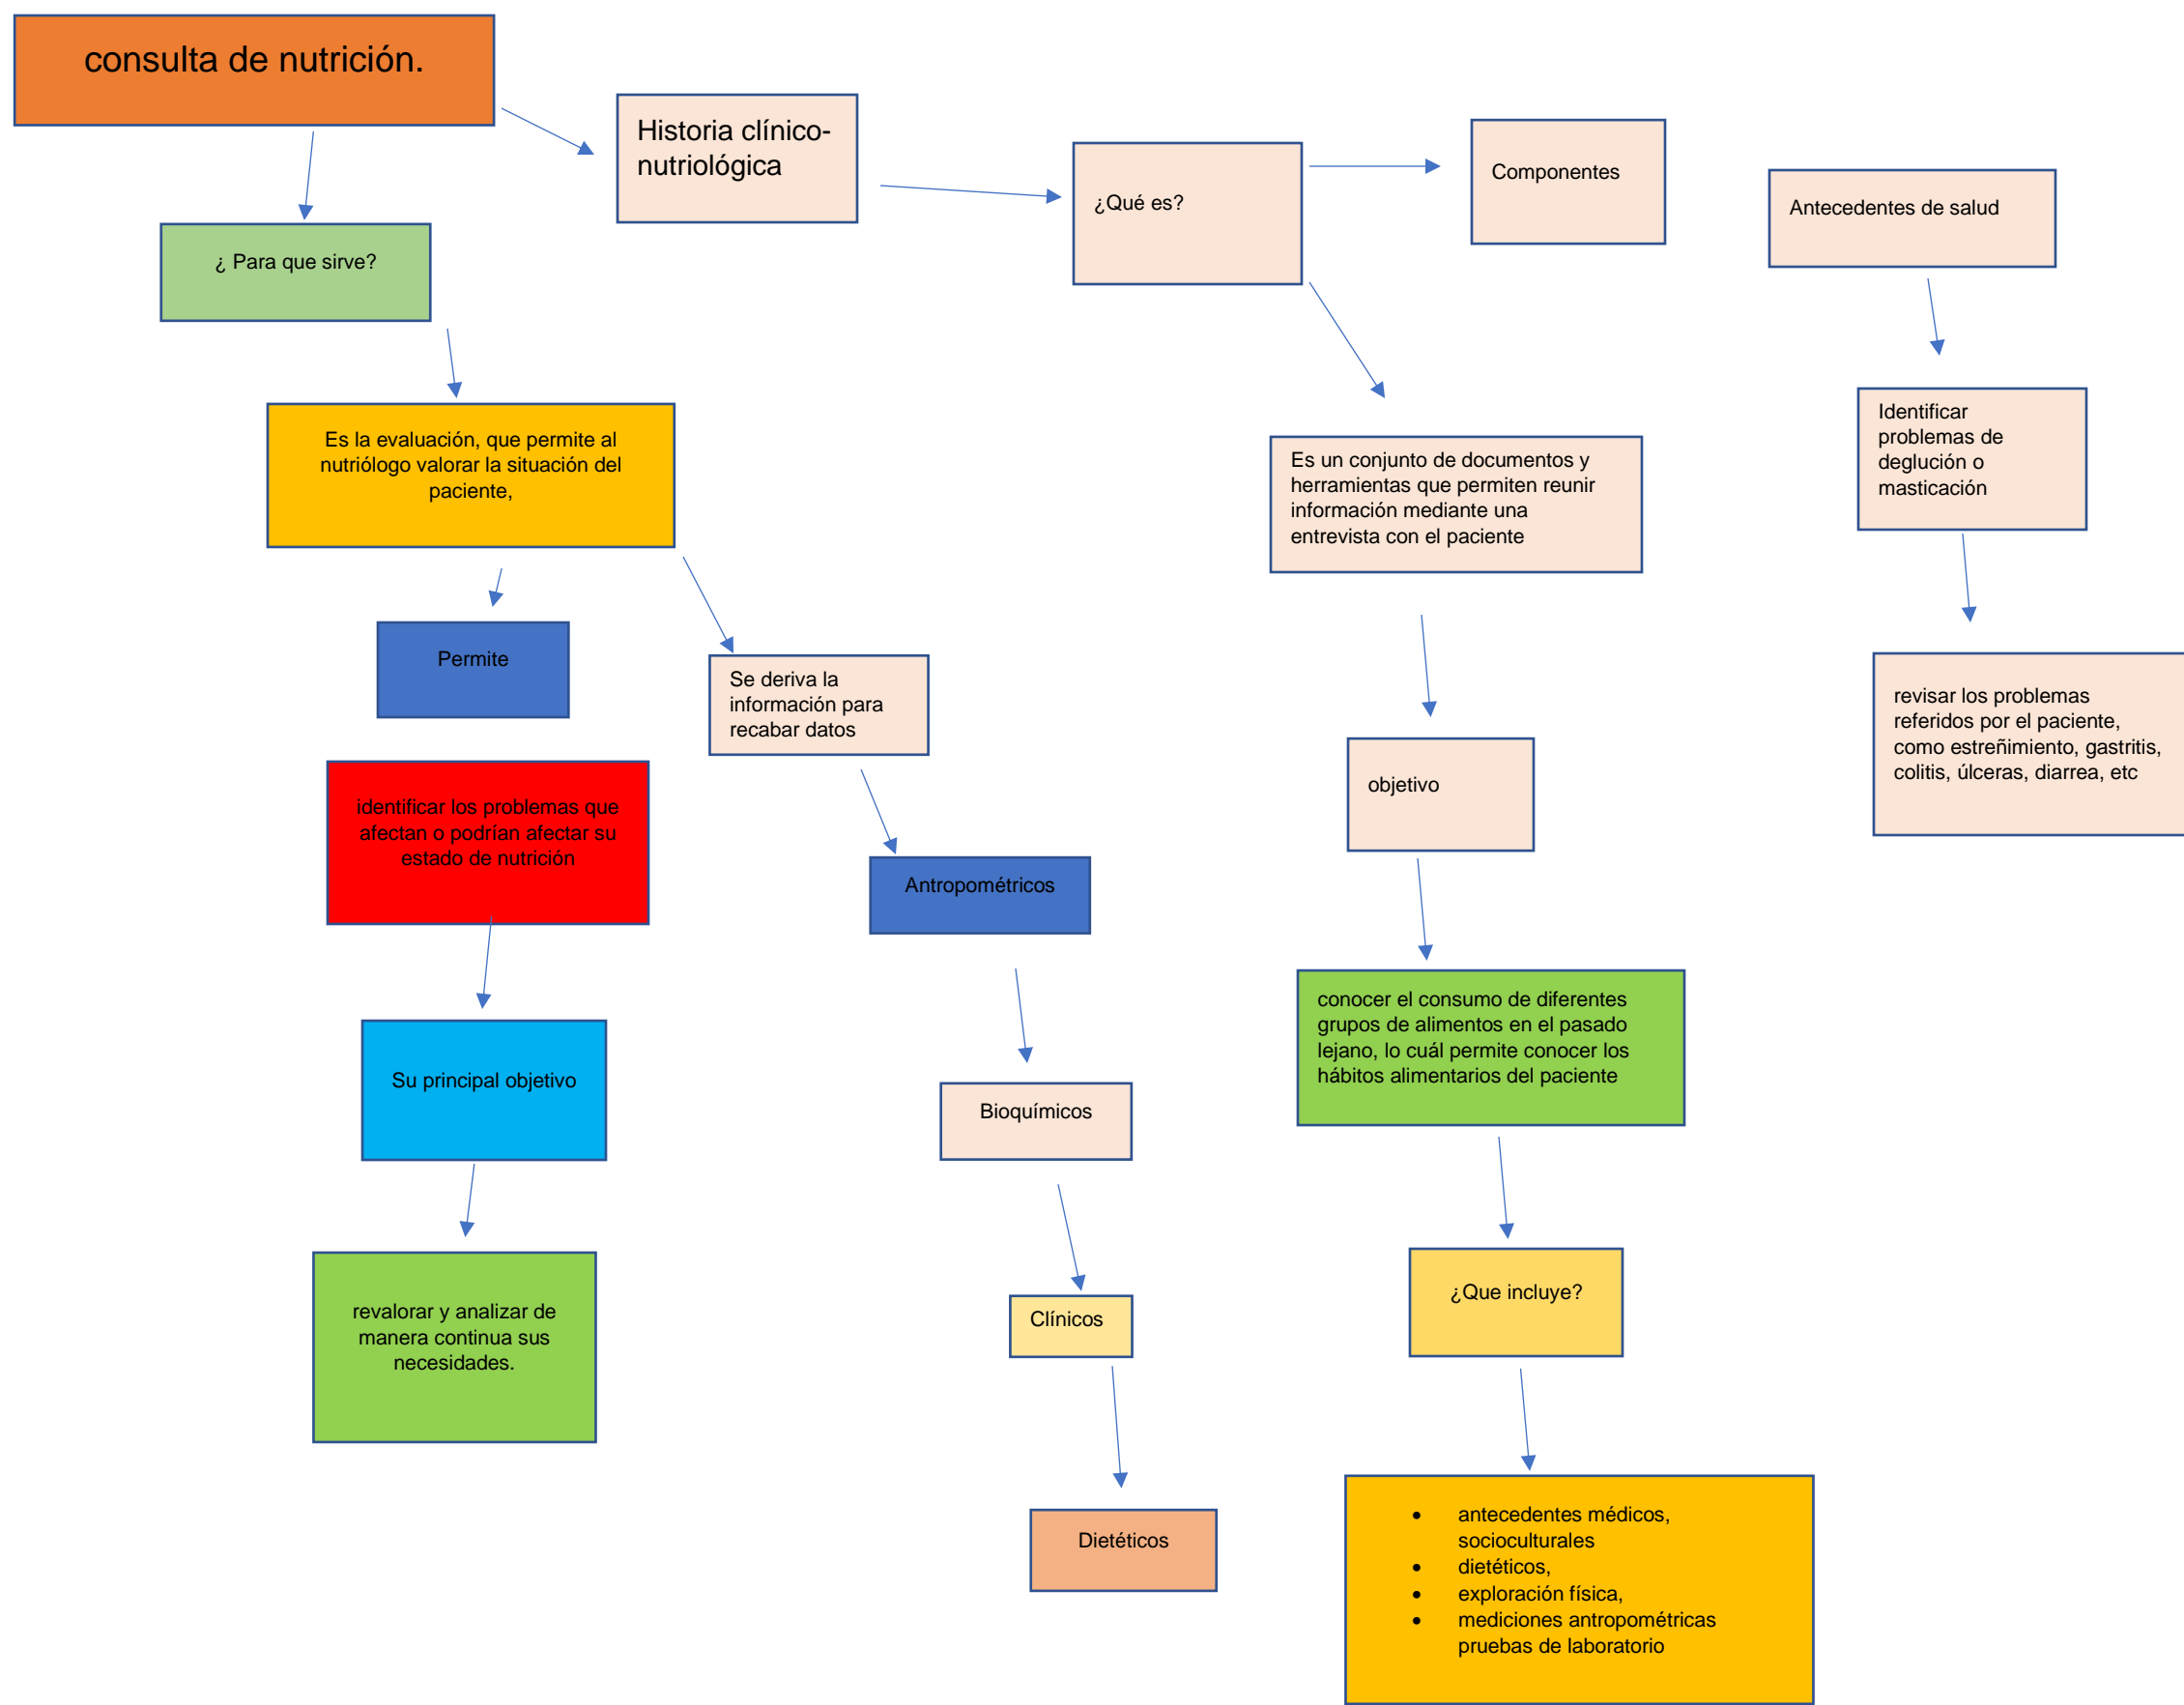 consulta de nutrición.
Historia clínico-
nutriológica
¿Qué es?
Componentes
Antecedentes de salud
¿ Para que sirve?
Es la evaluación, que permite al
nutriólogo valorar la situación del
paciente,
Permite
identificar los problemas que
afectan o podrían afectar su
estado de nutrición
Su principal objetivo
revalorar y analizar de
manera continua sus
necesidades.
Se deriva la
información para
recabar datos
Antropométricos
Bioquímicos
Clínicos
Dietéticos
Es un conjunto de documentos y
herramientas que permiten reunir
información mediante una
entrevista con el paciente
objetivo
conocer el consumo de diferentes
grupos de alimentos en el pasado
lejano, lo cuál permite conocer los
hábitos alimentarios del paciente
¿Que incluye?
• antecedentes médicos,
socioculturales
• dietéticos,
• exploración física,
• mediciones antropométricas
pruebas de laboratorio
Identificar
problemas de
deglución o
masticación
revisar los problemas
referidos por el paciente,
como estreñimiento, gastritis,
colitis, úlceras, diarrea, etc